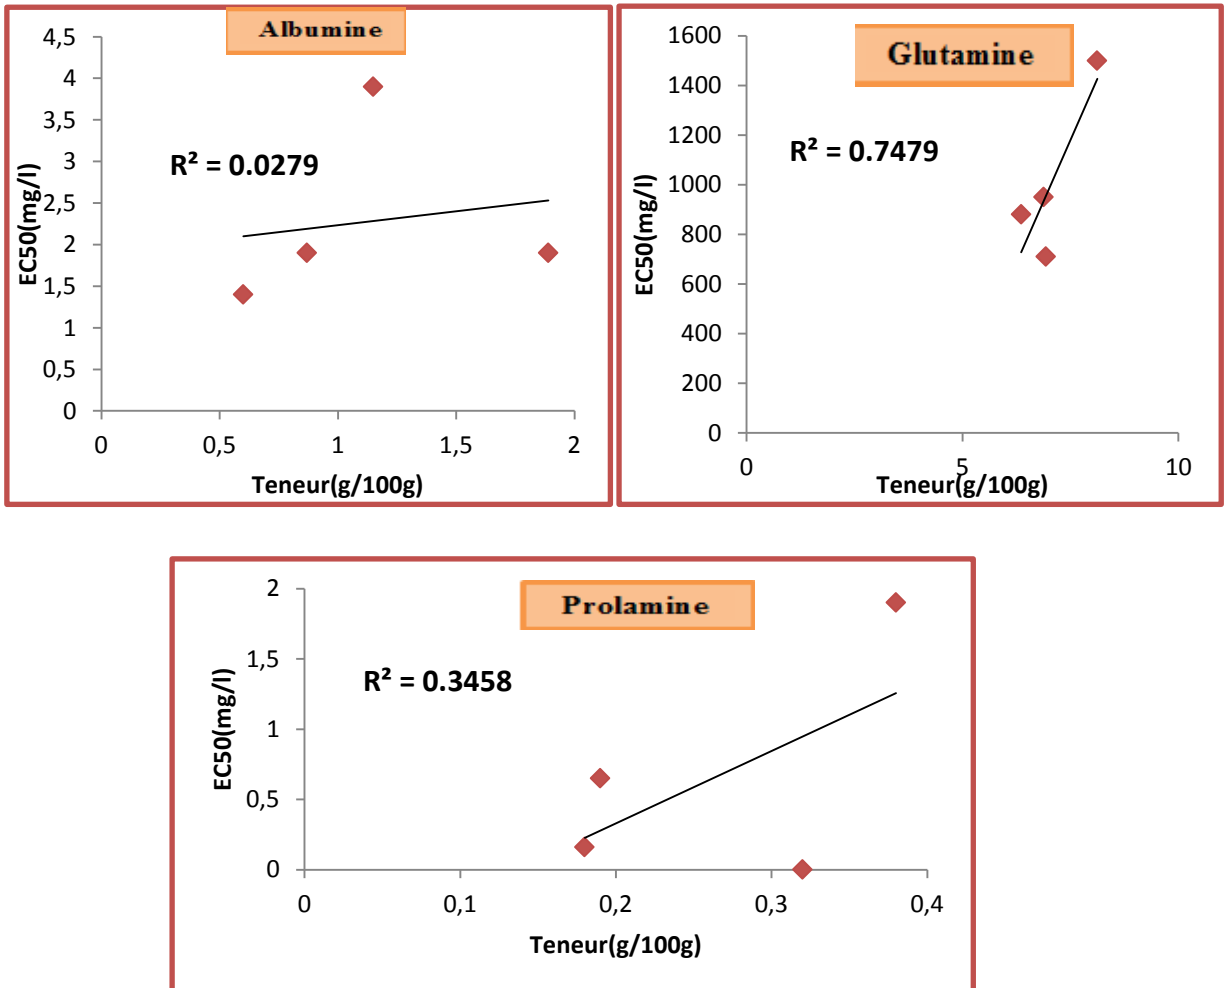 Albumine
4,5
4
3,5
3
2,5
2
1,5
1
0,5
0
EC50(mg/l)
R² = 0.0279
0 0,5 1 1,5 2
Teneur(g/100g)
Glutamine
1600
1400
1200
1000
800
600
400
200
0
EC50(mg/l)
R² = 0.7479
0 5 10
Teneur(g/100g)
Prolamine
2
1,5
1
0,5
0
EC50(mg/l)
R² = 0.3458
0 0,1 0,2 0,3 0,4
Teneur(g/100g)